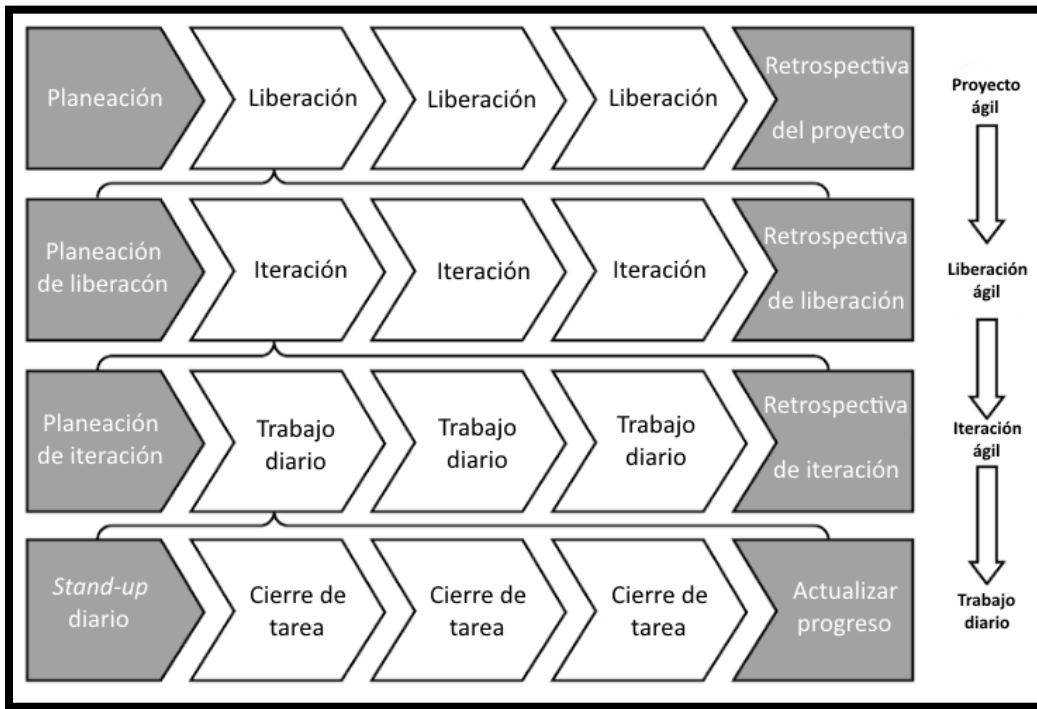 Planeación
Liberación
Liberación
Liberación
Retrospectiva
del proyecto
Proyecto
ágil
Planeación
de liberacón
Iteración
Iteración
Iteración
Retrospectiva
de liberación
Liberación
ágil
Planeación
de iteración
Trabajo
diario
Trabajo
diario
Trabajo
diario
Retrospectiva
de iteración
Iteración
ágil
Stand-up
diario
Cierre de
tarea
Cierre de
tarea
Cierre de
tarea
Actualizar
progreso
Trabajo
diario